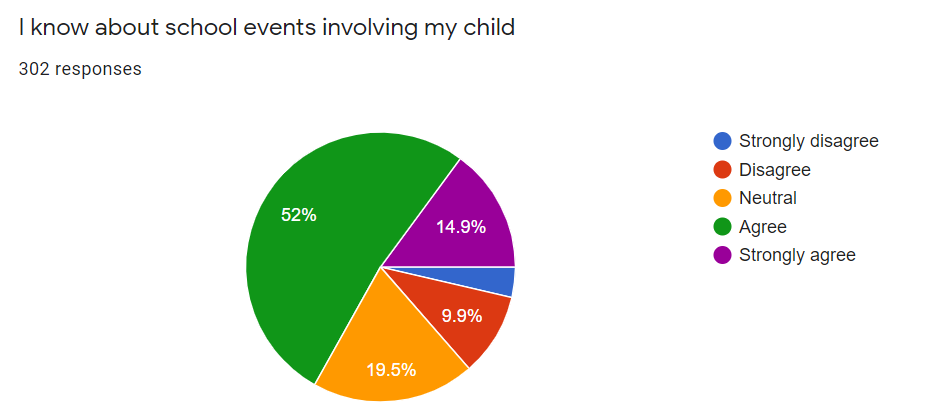 I know about school events involving my child
302 responses
52%
14.9%
9.9%
19.5%
Strongly disagree
Disagree
Neutral
Agree
Strongly agree